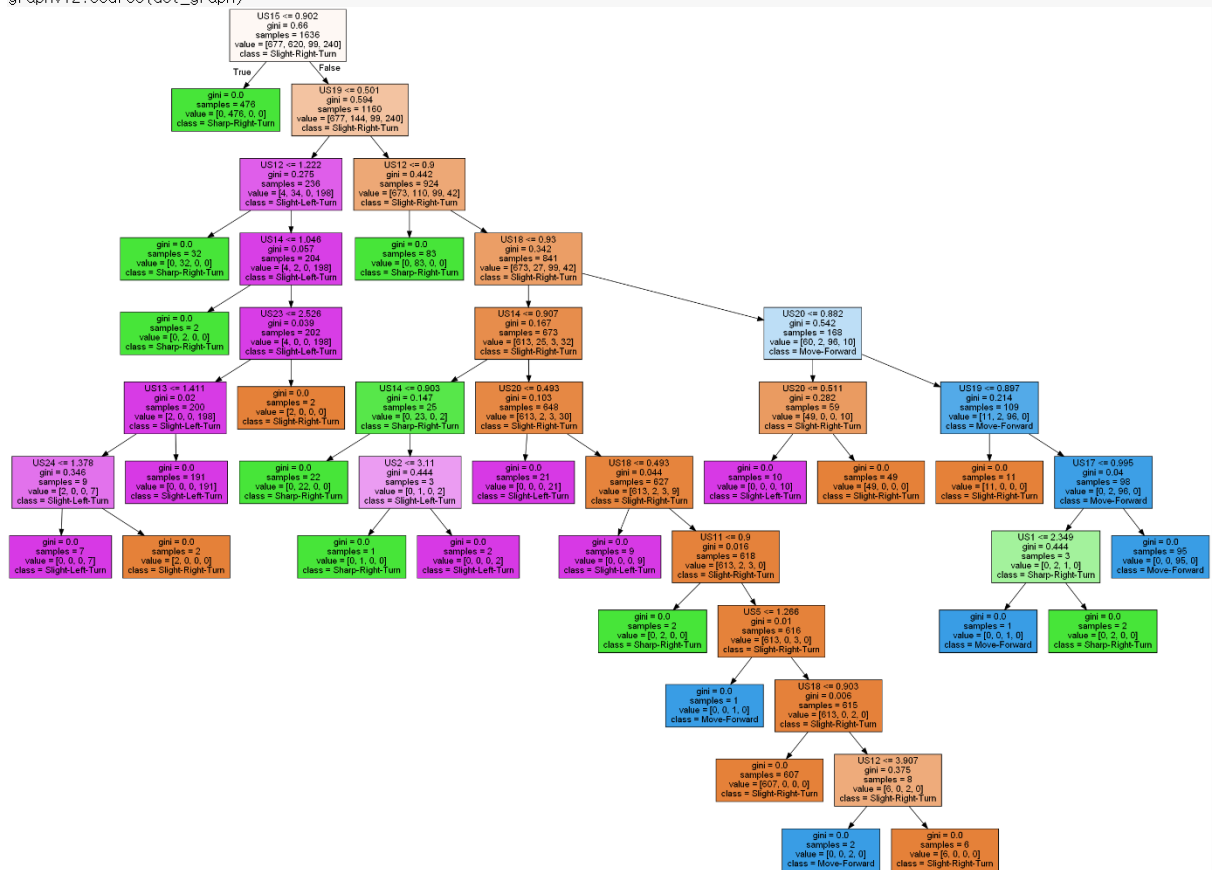 US15 <= 0.902
gini = 0.66
samples = 1636
value = [677, 620, 99, 240]
class = Slight-Right-Turn
True
False
gini = 0.0
samples = 476
value = [0, 476, 0, 0]
class = Sharp-Right-Turn
US19 <= 0.501
gini = 0.594
samples = 1160
value = [677, 144, 99, 240]
class = Slight-Right-Turn
US12 <= 1.222
gini = 0.275
samples = 236
value = [4, 34, 0, 198]
class = Slight-Left-Turn
US12 <= 0.9
gini = 0.442
samples = 924
value = [673, 110, 99, 42]
class = Slight-Right-Turn
gini = 0.0
samples = 32
value = [0, 32, 0, 0]
class = Sharp-Right-Turn
US14 <= 1.046
gini = 0.057
samples = 204
value = [4, 2, 0, 198]
class = Slight-Left-Turn
gini = 0.0
samples = 83
value = [0, 83, 0, 0]
class = Sharp-Right-Turn
US18 <= 0.93
gini = 0.342
samples = 841
value = [673, 27, 99, 42]
class = Slight-Right-Turn
gini = 0.0
samples = 2
value = [0, 2, 0, 0]
class = Sharp-Right-Turn
US23 <= 2.526
gini = 0.039
samples = 202
value = [4, 0, 0, 198]
class = Slight-Left-Turn
US14 <= 0.907
gini = 0.167
samples = 673
value = [613, 25, 3, 32]
class = Slight-Right-Turn
US20 <= 0.882
gini = 0.542
samples = 168
value = [60, 2, 96, 10]
class = Move-Forward
US13 <= 1.411
gini = 0.02
samples = 200
value = [2, 0, 0, 198]
class = Slight-Left-Turn
gini = 0.0
samples = 2
value = [2, 0, 0, 0]
class = Slight-Right-Turn
US14 <= 0.903
gini = 0.147
samples = 25
value = [0, 23, 0, 2]
class = Sharp-Right-Turn
US20 <= 0.493
gini = 0.103
samples = 648
value = [613, 2, 3, 30]
class = Slight-Right-Turn
US20 <= 0.511
gini = 0.282
samples = 59
value = [49, 0, 0, 10]
class = Slight-Right-Turn
US19 <= 0.897
gini = 0.214
samples = 109
value = [11, 2, 96, 0]
class = Move-Forward
US24 <= 1.378
gini = 0.346
samples = 9
value = [2, 0, 0, 7]
class = Slight-Left-Turn
gini = 0.0
samples = 191
value = [0, 0, 0, 191]
class = Slight-Left-Turn
gini = 0.0
samples = 22
value = [0, 22, 0, 0]
class = Sharp-Right-Turn
US2 <= 3.11
gini = 0.444
samples = 3
value = [0, 1, 0, 2]
class = Slight-Left-Turn
gini = 0.0
samples = 21
value = [0, 0, 0, 21]
class = Slight-Left-Turn
US18 <= 0.493
gini = 0.044
samples = 627
value = [613, 2, 3, 9]
class = Slight-Right-Turn
gini = 0.0
samples = 10
value = [0, 0, 0, 10]
class = Slight-Left-Turn
gini = 0.0
samples = 49
value = [49, 0, 0, 0]
class = Slight-Right-Turn
gini = 0.0
samples = 11
value = [11, 0, 0, 0]
class = Slight-Right-Turn
US17 <= 0.995
gini = 0.04
samples = 98
value = [0, 2, 96, 0]
class = Move-Forward
gini = 0.0
samples = 7
value = [0, 0, 0, 7]
class = Slight-Left-Turn
gini = 0.0
samples = 2
value = [2, 0, 0, 0]
class = Slight-Right-Turn
gini = 0.0
samples = 1
value = [0, 1, 0, 0]
class = Sharp-Right-Turn
gini = 0.0
samples = 2
value = [0, 0, 0, 2]
class = Slight-Left-Turn
gini = 0.0
samples = 9
value = [0, 0, 0, 9]
class = Slight-Left-Turn
US11 <= 0.9
gini = 0.016
samples = 618
value = [613, 2, 3, 0]
class = Slight-Right-Turn
US1 <= 2.349
gini = 0.444
samples = 3
value = [0, 2, 1, 0]
class = Sharp-Right-Turn
gini = 0.0
samples = 95
value = [0, 0, 95, 0]
class = Move-Forward
gini = 0.0
samples = 2
value = [0, 2, 0, 0]
class = Sharp-Right-Turn
US5 <= 1.266
gini = 0.01
samples = 616
value = [613, 0, 3, 0]
class = Slight-Right-Turn
gini = 0.0
samples = 1
value = [0, 0, 1, 0]
class = Move-Forward
gini = 0.0
samples = 2
value = [0, 2, 0, 0]
class = Sharp-Right-Turn
gini = 0.0
samples = 1
value = [0, 0, 1, 0]
class = Move-Forward
US18 <= 0.903
gini = 0.006
samples = 615
value = [613, 0, 2, 0]
class = Slight-Right-Turn
gini = 0.0
samples = 607
value = [607, 0, 0, 0]
class = Slight-Right-Turn
US12 <= 3.907
gini = 0.375
samples = 8
value = [6, 0, 2, 0]
class = Slight-Right-Turn
gini = 0.0
samples = 2
value = [0, 0, 2, 0]
class = Move-Forward
gini = 0.0
samples = 6
value = [6, 0, 0, 0]
class = Slight-Right-Turn